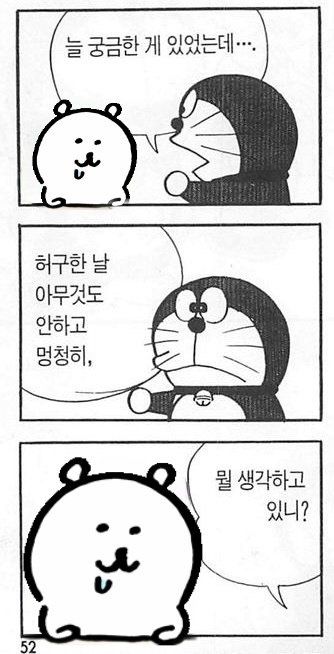 늘 궁금한 게 있었는데….
허구한 날
아무것도
안하고
멍청히,
뭘 생각하고
있니?
52